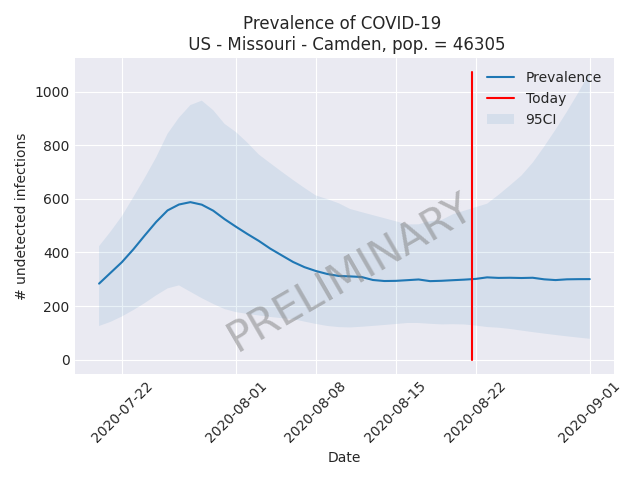 Prevalence of COVID-19
US - Missouri - Camden, pop. = 46305
Prevalence
Today
95CI
# undetected infections
1000
800
600
400
200
0
PRELIMINARY
2020-07-22
2020-08-01
2020-08-08
2020-08-15
2020-08-22
2020-09-01
Date